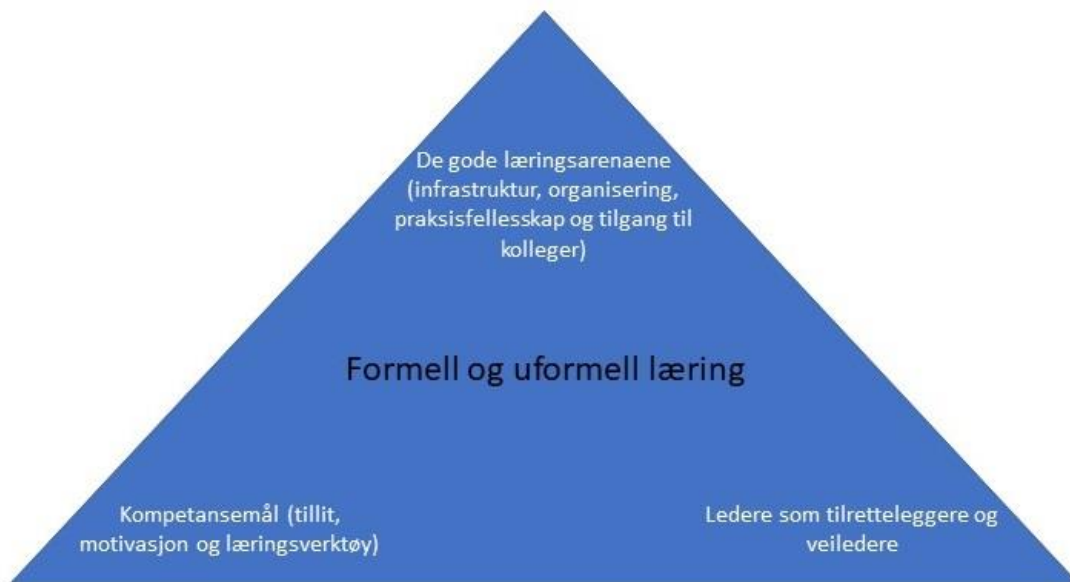 De gode læringsarenaene
(infrastruktur, organisering,
praksisfellesskap og tilgang til
kolleger)
Formell og uformell læring
Kompetansemål (tillit,
motivasjon og læringsverktøy)
Ledere som tilretteleggere og
veiledere